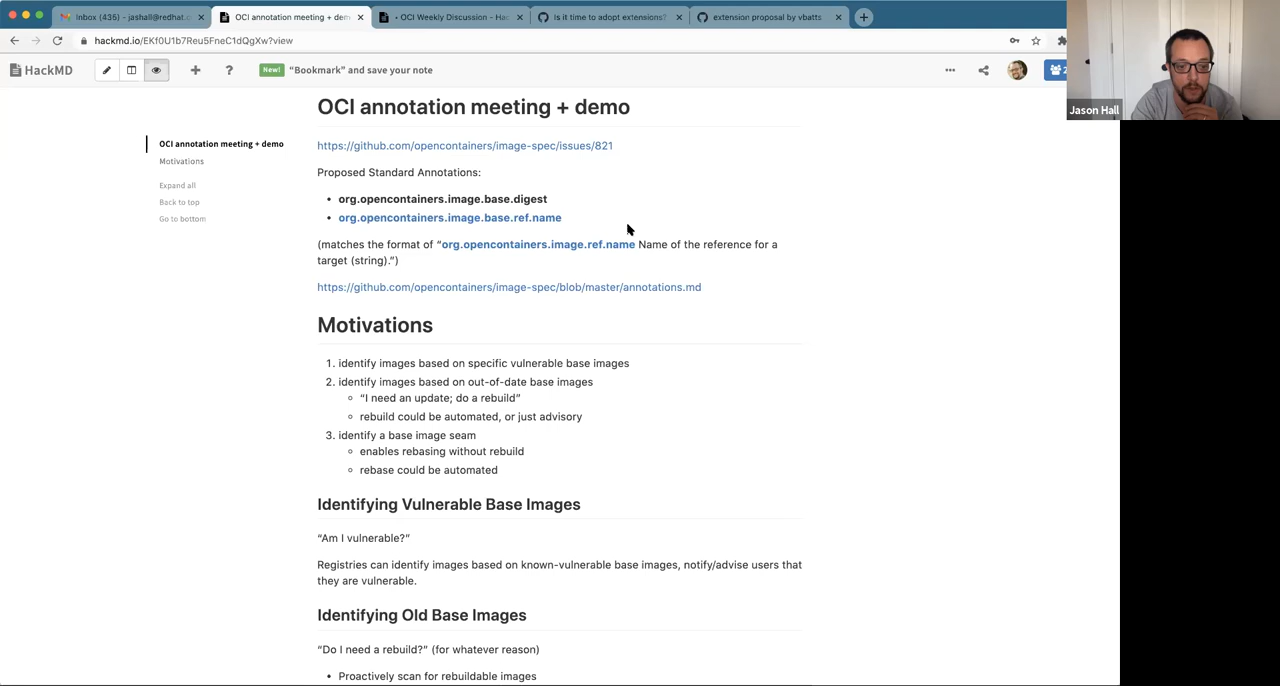 Inbox (435) - jashall@redhat.c
OCI annotation meeting + dem
• OCI Weekly Discussion - Hac
Is it time to adopt extensions?
extension proposal by vbatts
hackmd.io/EKf0U1b7Reu5FneC1dQgXw?view
HackMD
New! “Bookmark” and save your note
OCI annotation meeting + demo
Motivations
Expand all
Back to top
Go to bottom
OCI annotation meeting + demo
https://github.com/opencontainers/image-spec/issues/821
Proposed Standard Annotations:
• org.opencontainers.image.base.digest
• org.opencontainers.image.base.ref.name
(matches the format of “org.opencontainers.image.ref.name Name of the reference for a
target (string).”)
https://github.com/opencontainers/image-spec/blob/master/annotations.md
Motivations
1. identify images based on specific vulnerable base images
2. identify images based on out-of-date base images
“I need an update; do a rebuild”
rebuild could be automated, or just advisory
3. identify a base image seam
enables rebasing without rebuild
rebase could be automated
Identifying Vulnerable Base Images
“Am I vulnerable?”
Registries can identify images based on known-vulnerable base images, notify/advise users that
they are vulnerable.
Identifying Old Base Images
“Do I need a rebuild?” (for whatever reason)
• Proactively scan for rebuildable images
Jason Hall